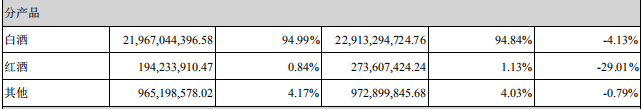 分产品
白酒 21,967,044,396.58 94.99% 22,913,294,724.76 94.84% -4.13%
红酒 194,233,910.47 0.84% 273,607,424.24 1.13% -29.01%
其他 965,198,578.02 4.17% 972,899,845.68 4.03% -0.79%